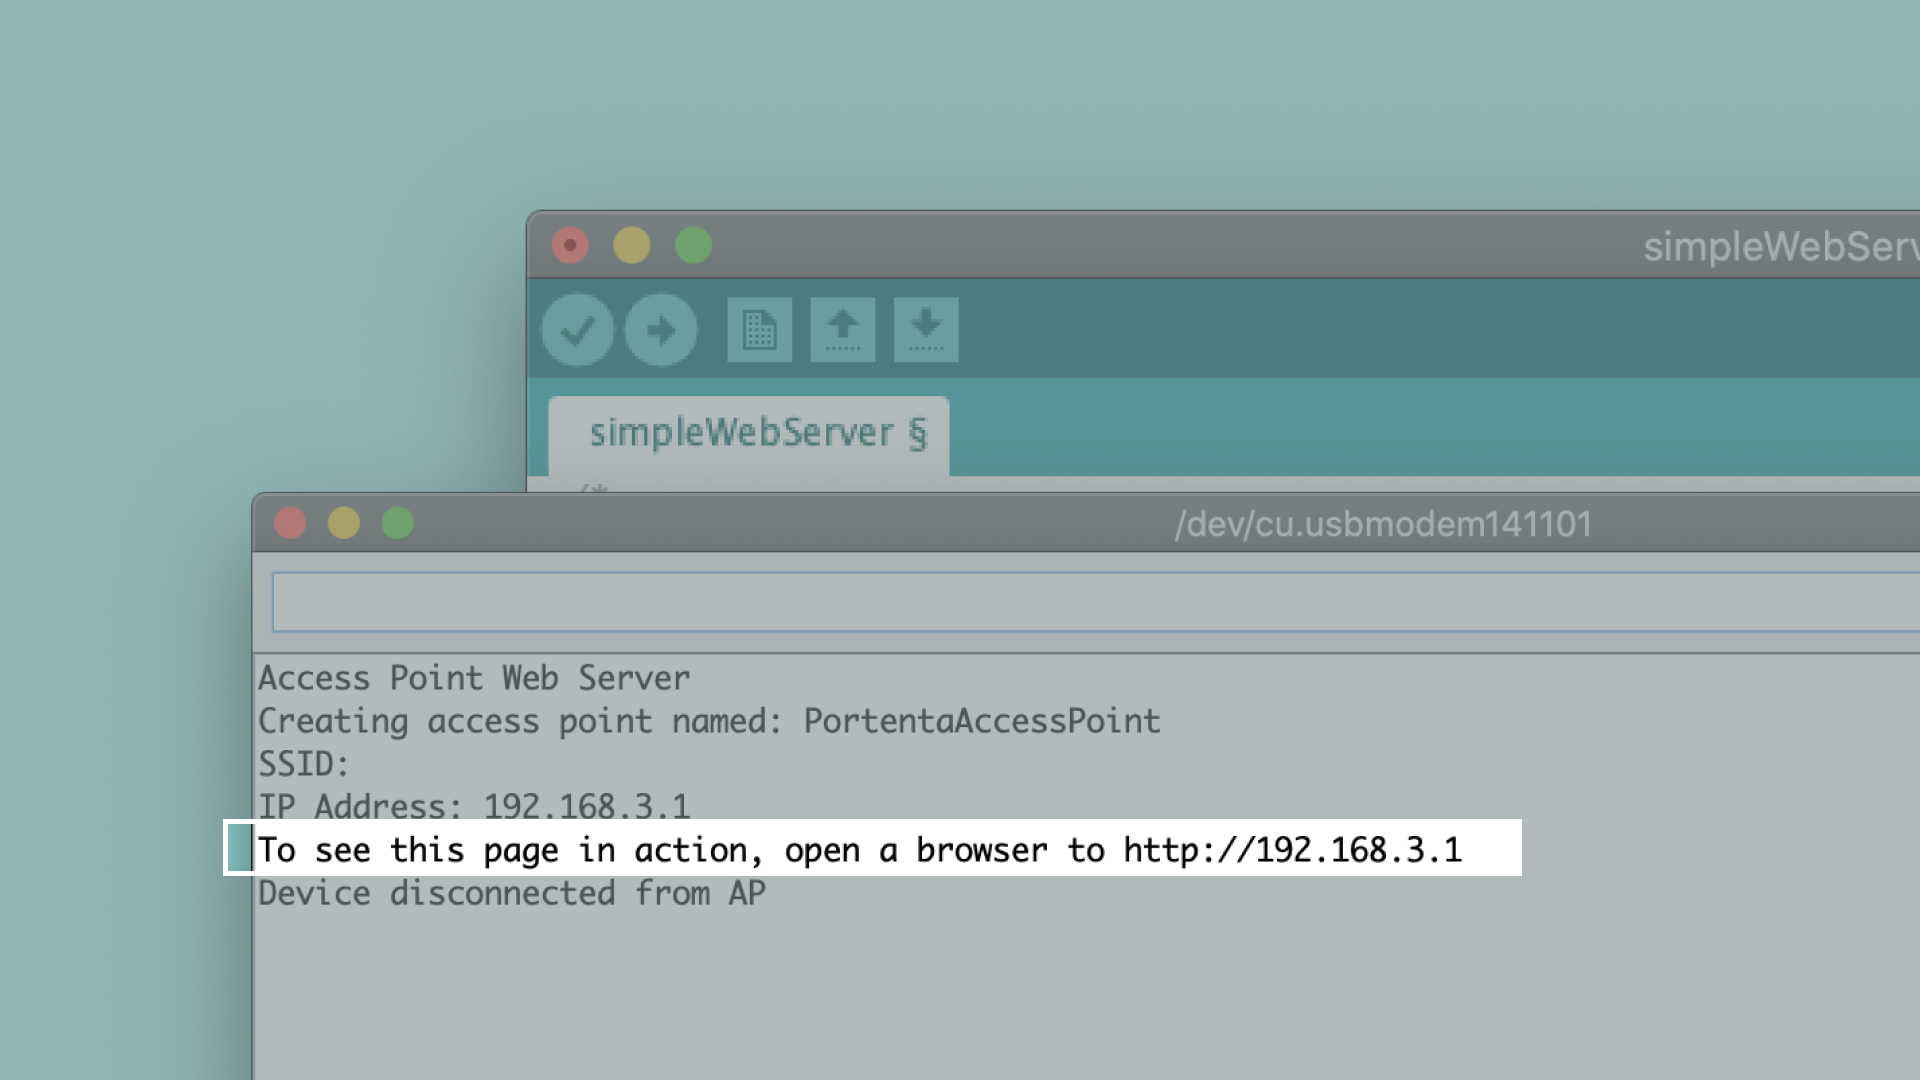 simpleWebServ
simpleWebServer §
/*
/dev/cu.usbmodem141101
Access Point Web Server
Creating access point named: PortentaAccessPoint
SSID:
IP Address: 192.168.3.1
To see this page in action, open a browser to http://192.168.3.1
Device disconnected from AP